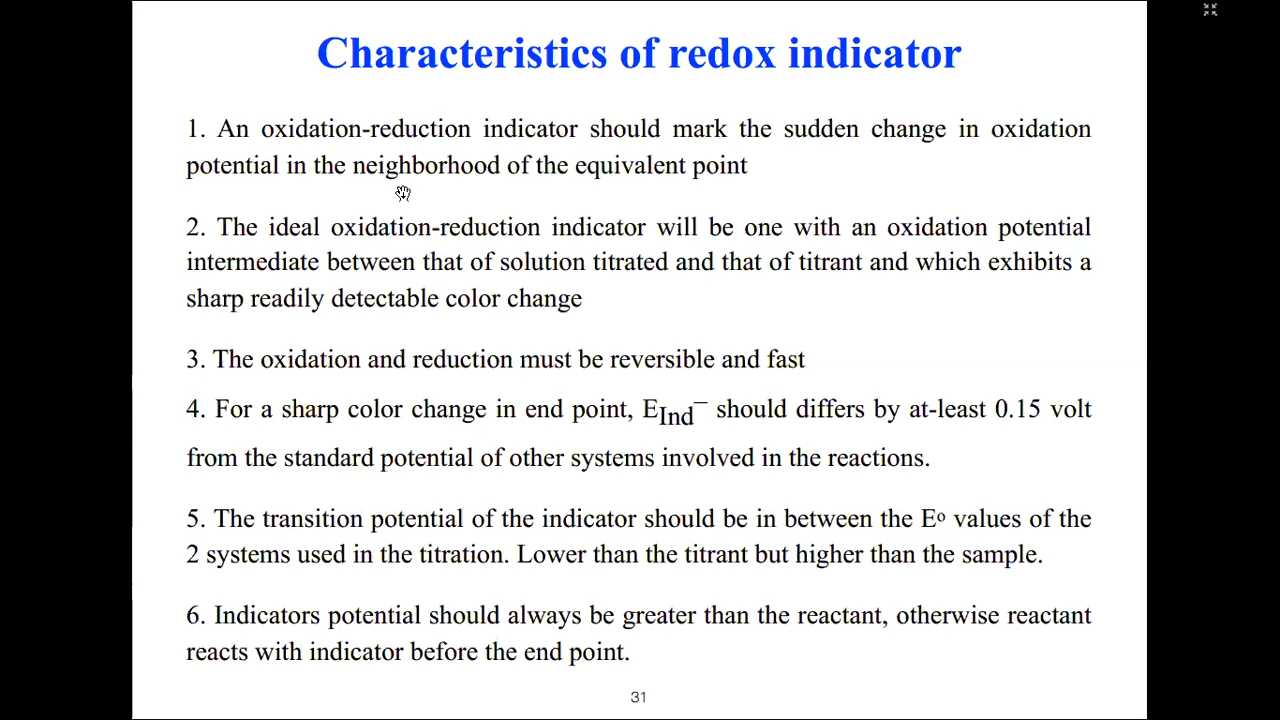 Characteristics of redox indicator
1. An oxidation-reduction indicator should mark the sudden change in oxidation
potential in the neighborhood of the equivalent point
2. The ideal oxidation-reduction indicator will be one with an oxidation potential
intermediate between that of solution titrated and that of titrant and which exhibits a
sharp readily detectable color change
3. The oxidation and reduction must be reversible and fast
4. For a sharp color change in end point, E_Ind⁻ should differs by at-least 0.15 volt
from the standard potential of other systems involved in the reactions.
5. The transition potential of the indicator should be in between the Eº values of the
2 systems used in the titration. Lower than the titrant but higher than the sample.
6. Indicators potential should always be greater than the reactant, otherwise reactant
reacts with indicator before the end point.
31